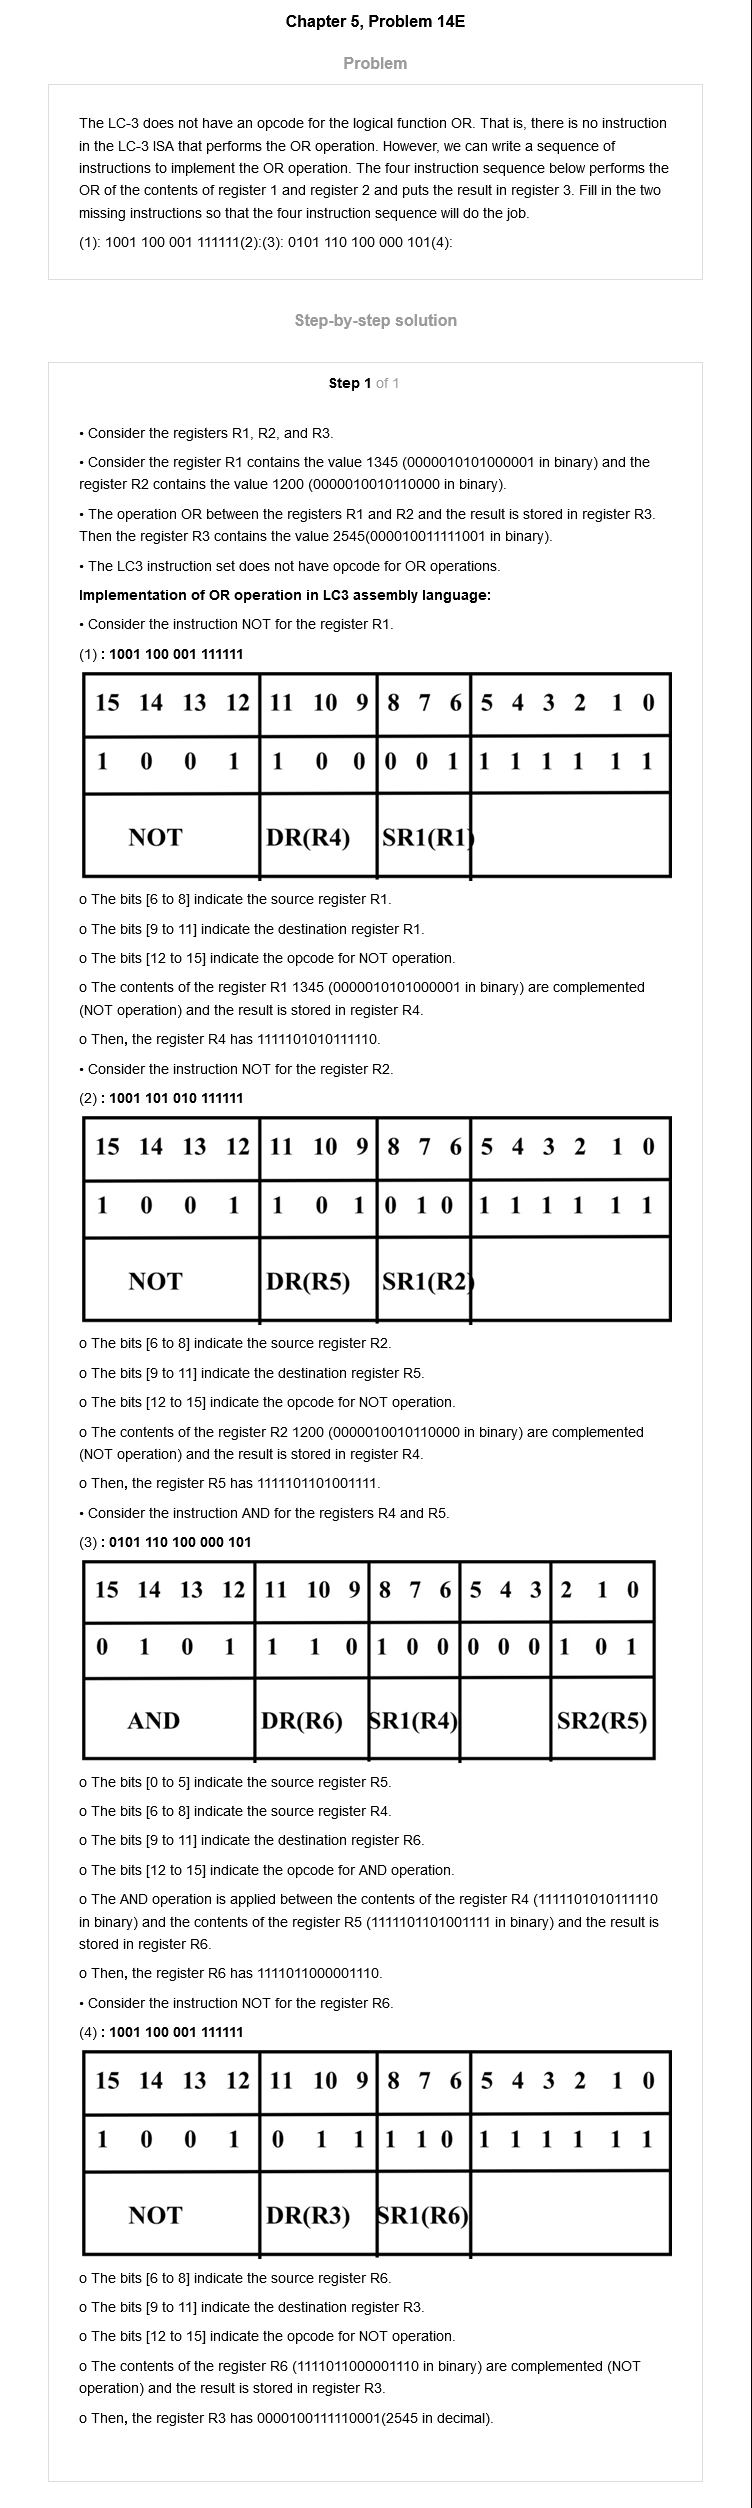 Chapter 5, Problem 14E
Problem
The LC-3 does not have an opcode for the logical function OR. That is, there is no instruction
in the LC-3 ISA that performs the OR operation. However, we can write a sequence of
instructions to implement the OR operation. The four instruction sequence below performs the
OR of the contents of register 1 and register 2 and puts the result in register 3. Fill in the two
missing instructions so that the four instruction sequence will do the job.
(1): 1001 100 001 111111(2):(3): 0101 110 100 000 101(4):
Step-by-step solution
Step 1 of 1
• Consider the registers R1, R2, and R3.
• Consider the register R1 contains the value 1345 (0000010101000001 in binary) and the
register R2 contains the value 1200 (0000010010110000 in binary).
• The operation OR between the registers R1 and R2 and the result is stored in register R3.
Then the register R3 contains the value 2545(000010011111001 in binary).
• The LC3 instruction set does not have opcode for OR operations.
Implementation of OR operation in LC3 assembly language:
• Consider the instruction NOT for the register R1.
(1) : 1001 100 001 111111
15 14 13 12 11 10 9 8 7 6 5 4 3 2 1 0
1 0 0 1 1 0 0 0 0 1 1 1 1 1 1 1
NOT DR(R4) SR1(R1)
o The bits [6 to 8] indicate the source register R1.
o The bits [9 to 11] indicate the destination register R1.
o The bits [12 to 15] indicate the opcode for NOT operation.
o The contents of the register R1 1345 (0000010101000001 in binary) are complemented
(NOT operation) and the result is stored in register R4.
o Then, the register R4 has 1111101010111110.
• Consider the instruction NOT for the register R2.
(2) : 1001 101 010 111111
15 14 13 12 11 10 9 8 7 6 5 4 3 2 1 0
1 0 0 1 1 0 1 0 1 0 1 1 1 1 1 1
NOT DR(R5) SR1(R2)
o The bits [6 to 8] indicate the source register R2.
o The bits [9 to 11] indicate the destination register R5.
o The bits [12 to 15] indicate the opcode for NOT operation.
o The contents of the register R2 1200 (0000010010110000 in binary) are complemented
(NOT operation) and the result is stored in register R4.
o Then, the register R5 has 1111101101001111.
• Consider the instruction AND for the registers R4 and R5.
(3) : 0101 110 100 000 101
15 14 13 12 11 10 9 8 7 6 5 4 3 2 1 0
0 1 0 1 1 1 0 1 0 0 0 0 0 1 0 1
AND DR(R6) SR1(R4) SR2(R5)
o The bits [0 to 5] indicate the source register R5.
o The bits [6 to 8] indicate the source register R4.
o The bits [9 to 11] indicate the destination register R6.
o The bits [12 to 15] indicate the opcode for AND operation.
o The AND operation is applied between the contents of the register R4 (1111101010111110
in binary) and the contents of the register R5 (1111101101001111 in binary) and the result is
stored in register R6.
o Then, the register R6 has 1111011000001110.
• Consider the instruction NOT for the register R6.
(4) : 1001 100 001 111111
15 14 13 12 11 10 9 8 7 6 5 4 3 2 1 0
1 0 0 1 0 1 1 1 1 0 1 1 1 1 1 1
NOT DR(R3) SR1(R6)
o The bits [6 to 8] indicate the source register R6.
o The bits [9 to 11] indicate the destination register R3.
o The bits [12 to 15] indicate the opcode for NOT operation.
o The contents of the register R6 (1111011000001110 in binary) are complemented (NOT
operation) and the result is stored in register R3.
o Then, the register R3 has 0000100111110001(2545 in decimal).